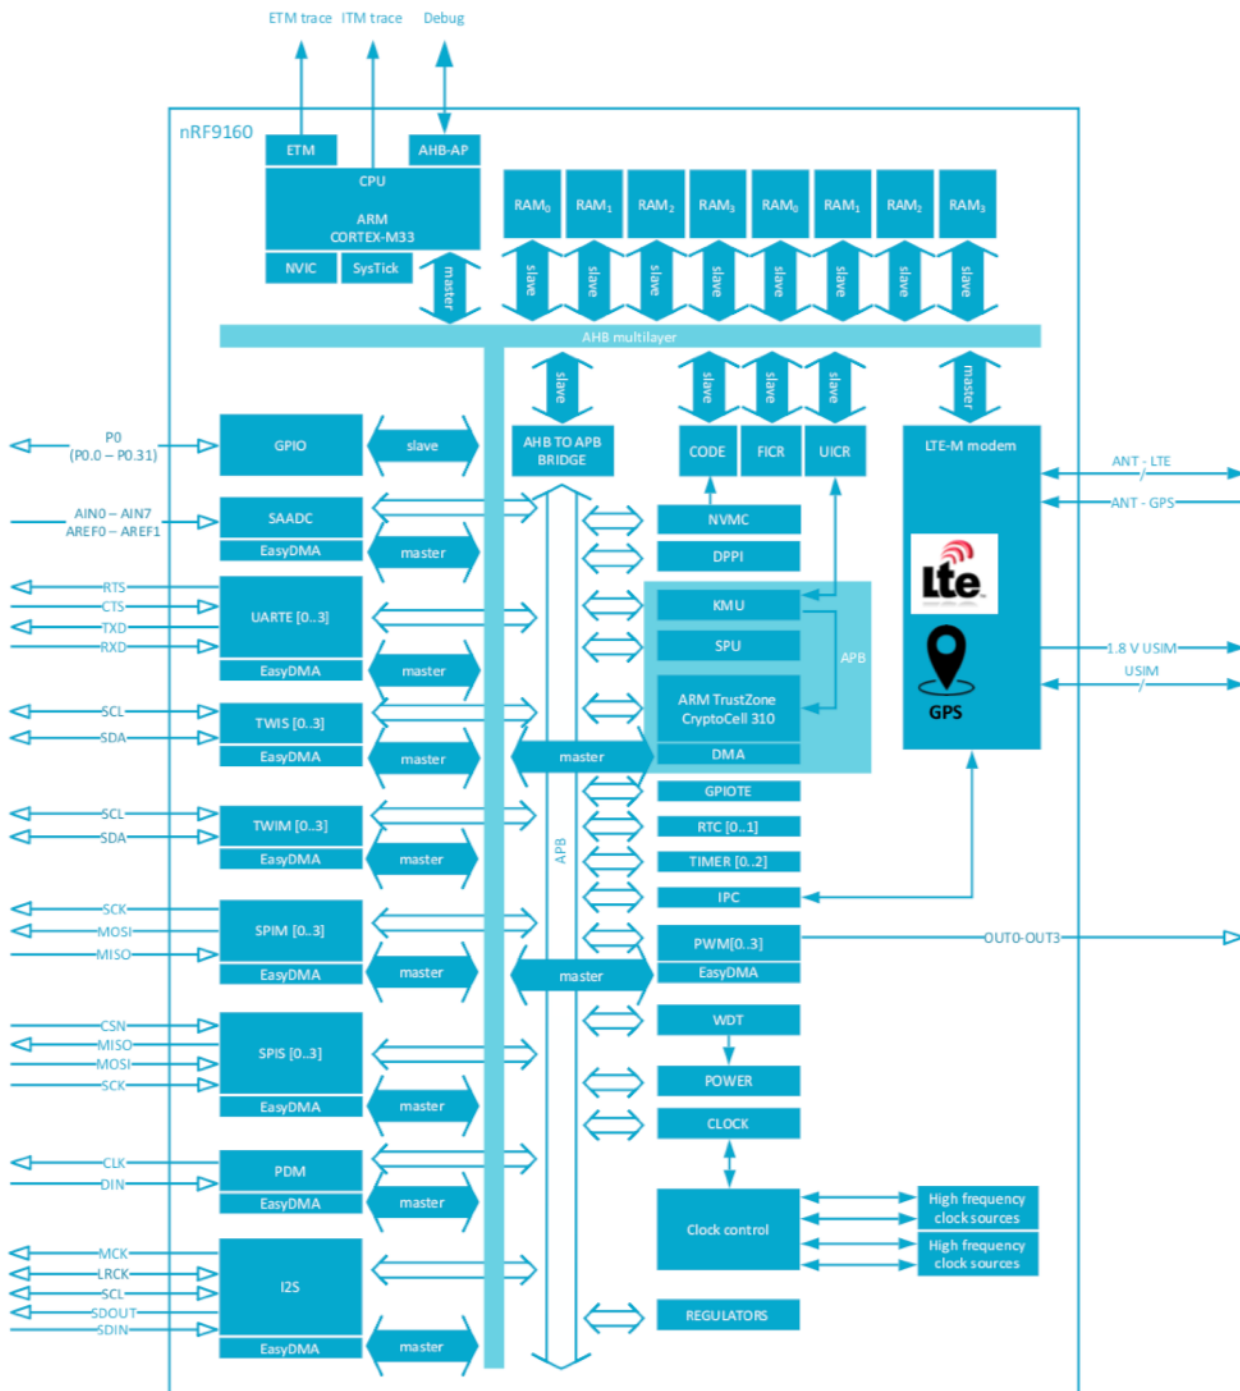 ETM trace ITM trace Debug
nRF9160
ETM
AHB-AP
CPU
ARM
CORTEX-M33
NVIC
SysTick
master
RAM0
RAM1
RAM2
RAM3
RAM0
RAM1
RAM2
RAM3
slave
slave
slave
slave
slave
slave
slave
slave
AHB multilayer
slave
slave
slave
slave
master
P0
(P0.0 – P0.31)
GPIO
slave
AHB TO APB
BRIDGE
CODE
FICR
UICR
LTE-M modem
ANT - LTE
ANT - GPS
AIN0 – AIN7
AREF0 – AREF1
SAADC
EasyDMA
master
NVMC
DPPI
Lte
GPS
RTS
CTS
TXD
RXD
UARTE [0..3]
EasyDMA
master
KMU
SPU
APB
1.8 V USIM
USIM
SCL
SDA
TWIS [0..3]
EasyDMA
master
ARM TrustZone
CryptoCell 310
DMA
master
SCL
SDA
TWIM [0..3]
EasyDMA
master
APB
GPIOTE
RTC [0..1]
TIMER [0..2]
IPC
SCK
MOSI
MISO
SPIM [0..3]
EasyDMA
master
master
PWM[0..3]
EasyDMA
OUT0-OUT3
CSN
MISO
MOSI
SCK
SPIS [0..3]
EasyDMA
master
WDT
POWER
CLOCK
CLK
DIN
PDM
EasyDMA
master
Clock control
High frequency
clock sources
High frequency
clock sources
MCK
LRCK
SCL
SDOUT
SDIN
I2S
EasyDMA
master
REGULATORS